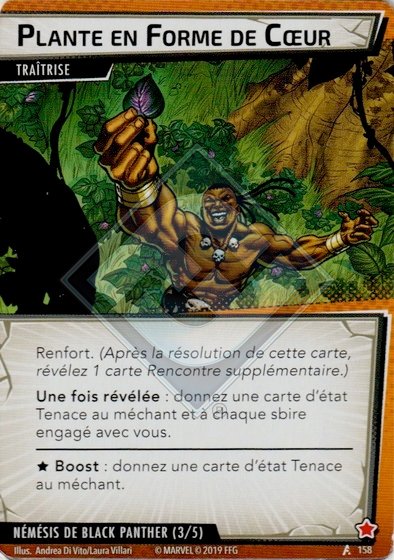 PLANTE EN FORME DE CŒUR
TRAÎTRISE
Renfort. (Après la résolution de cette carte,
révélez 1 carte Rencontre supplémentaire.)
Une fois révélée : donnez une carte d'état
Tenace au méchant et à chaque sbire
engagé avec vous.
★ Boost : donnez une carte d'état Tenace
au méchant.
NÉMÉSIS DE BLACK PANTHER (3/5)
Illus. Andrea Di Vito/Laura Villari © MARVEL © 2019 FFG 158